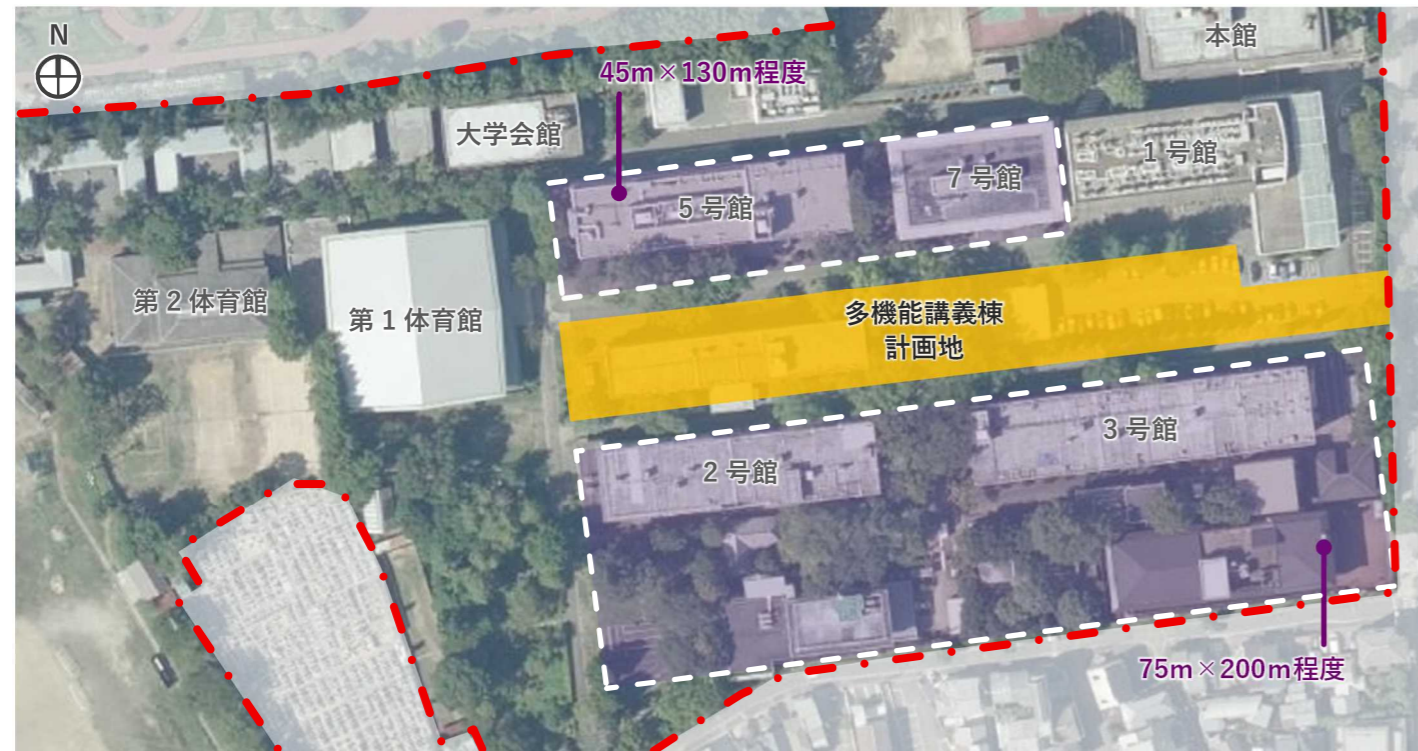 N
本館
45m×130m程度
大学会館
1号館
7号館
5号館
第2体育館
第1体育館
多機能講義棟
計画地
3号館
2号館
75m×200m程度